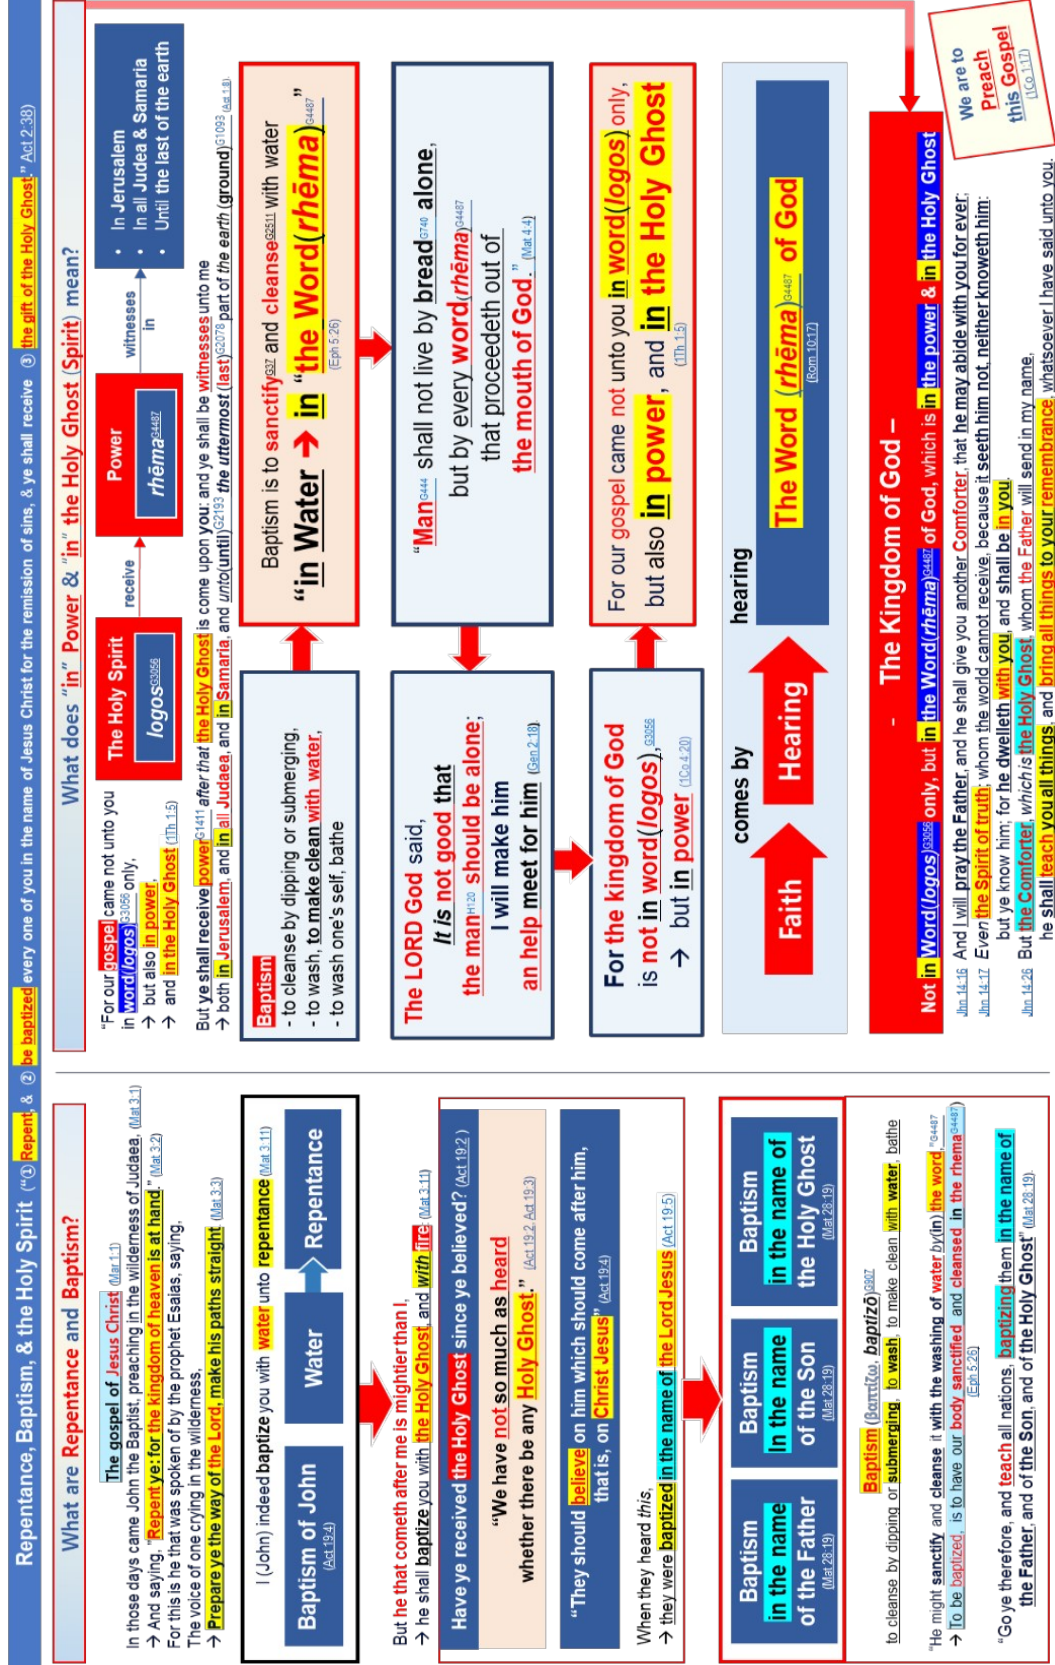 Repentance, Baptism, & the Holy Spirit ("① Repent, & ② be baptized every one of you in the name of Jesus Christ for the remission of sins, & ye shall receive ③ the gift of the Holy Ghost." Act 2:38)
What are Repentance and Baptism?
The gospel of Jesus Christ (Mar 1:1)
In those days came John the Baptist, preaching in the wilderness of Judaea, (Mat 3:1)
→ And saying, "Repent ye: for the kingdom of heaven is at hand." (Mat 3:2)
For this is he that was spoken of by the prophet Esaias, saying,
The voice of one crying in the wilderness,
→ Prepare ye the way of the Lord, make his paths straight (Mat 3:3)
I (John) indeed baptize you with water unto repentance (Mat 3:11)
Baptism of John
(Act 19:4)
Water
Repentance
But he that cometh after me is mightier than I,
→ he shall baptize you with the Holy Ghost, and with fire (Mat 3:11)
Have ye received the Holy Ghost since ye believed? (Act 19:2 )
"We have not so much as heard
whether there be any Holy Ghost." (Act 19:2, Act 19:3)
"They should believe on him which should come after him,
that is, on Christ Jesus" (Act 19:4)
When they heard this,
→ they were baptized in the name of the Lord Jesus (Act 19:5)
Baptism
in the name
of the Father
(Mat 28:19)
Baptism
In the name
of the Son
(Mat 28:19)
Baptism
in the name of
the Holy Ghost
(Mat 28:19)
Baptism (βαπτίζω, baptizō)G907
to cleanse by dipping or submerging, to wash, to make clean with water, bathe
"He might sanctify and cleanse it with the washing of water by(in) the word,"G4487
→ To be baptized, is to have our body sanctified and cleansed in the rhemaG4487)
(Eph 5:26)
"Go ye therefore, and teach all nations, baptizing them in the name of
the Father, and of the Son, and of the Holy Ghost" (Mat 28:19)
What does "in" Power & "in" the Holy Ghost (Spirit) mean?
"For our gospel came not unto you
in word(logos)G3056 only,
→ but also in power,
→ and in the Holy Ghost (1Th 1:5)
The Holy Spirit
logosG3056
receive
Power
rhēmaG4487
witnesses
in
• In Jerusalem
• In all Judea & Samaria
• Until the last of the earth
But ye shall receive powerG1411 after that the Holy Ghost is come upon you: and ye shall be witnesses unto me
→ both in Jerusalem, and in all Judaea, and in Samaria, and unto(until)G2193 the uttermost (last)G2078 part of the earth (ground)G1093 (Act 1:8)
Baptism
- to cleanse by dipping or submerging,
- to wash, to make clean with water,
- to wash one's self, bathe
Baptism is to sanctifyG37 and cleanseG2511 with water
"in Water → in "the Word(rhēma)G4487"
(Eph 5:26)
The LORD God said,
It is not good that
the manH120 should be alone;
I will make him
an help meet for him (Gen 2:18)
"ManG444 shall not live by breadG740 alone,
but by every word(rhēma)G4487
that proceedeth out of
the mouth of God." (Mat 4:4)
For the kingdom of God
is not in word(logos),G3056
→ but in power (1Co 4:20)
For our gospel came not unto you in word(logos) only,
but also in power, and in the Holy Ghost
(1Th 1:5)
Faith
comes by
Hearing
hearing
The Word (rhēma)G4487 of God
(Rom 10:17)
- The Kingdom of God –
Not in Word(logos)G3056 only, but in the Word(rhēma)G4487 of God, which is in the power & in the Holy Ghost
We are to
Preach
this Gospel
(1Co 1:17)
Jhn 14:16 And I will pray the Father, and he shall give you another Comforter, that he may abide with you for ever;
Jhn 14:17 Even the Spirit of truth; whom the world cannot receive, because it seeth him not, neither knoweth him:
but ye know him; for he dwelleth with you, and shall be in you.
Jhn 14:26 But the Comforter, which is the Holy Ghost, whom the Father will send in my name,
he shall teach you all things, and bring all things to your remembrance, whatsoever I have said unto you.